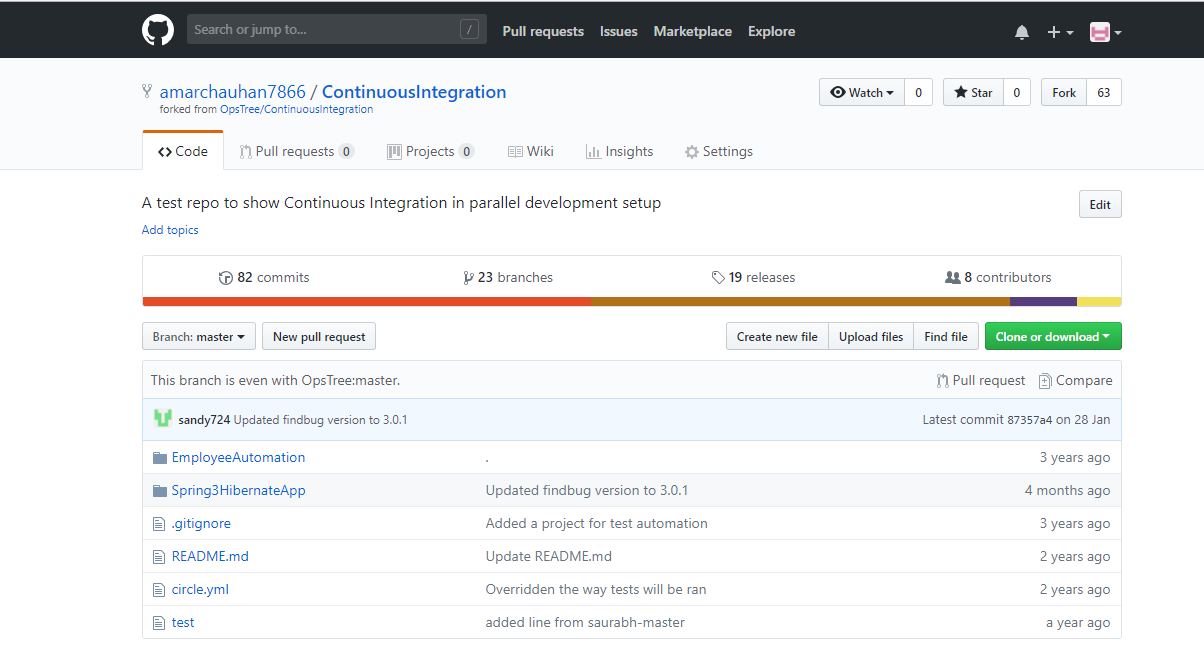 Search or jump to... / Pull requests Issues Marketplace Explore
amarchauhan7866 / ContinuousIntegration Watch 0 Star 0 Fork 63
forked from OpsTree/ContinuousIntegration
Code Pull requests 0 Projects 0 Wiki Insights Settings
A test repo to show Continuous Integration in parallel development setup Edit
Add topics
82 commits 23 branches 19 releases 8 contributors
Branch: master New pull request Create new file Upload files Find file Clone or download
This branch is even with OpsTree:master. Pull request Compare
sandy724 Updated findbug version to 3.0.1 Latest commit 87357a4 on 28 Jan
EmployeeAutomation . 3 years ago
Spring3HibernateApp Updated findbug version to 3.0.1 4 months ago
.gitignore Added a project for test automation 3 years ago
README.md Update README.md 2 years ago
circle.yml Overridden the way tests will be ran 2 years ago
test added line from saurabh-master a year ago